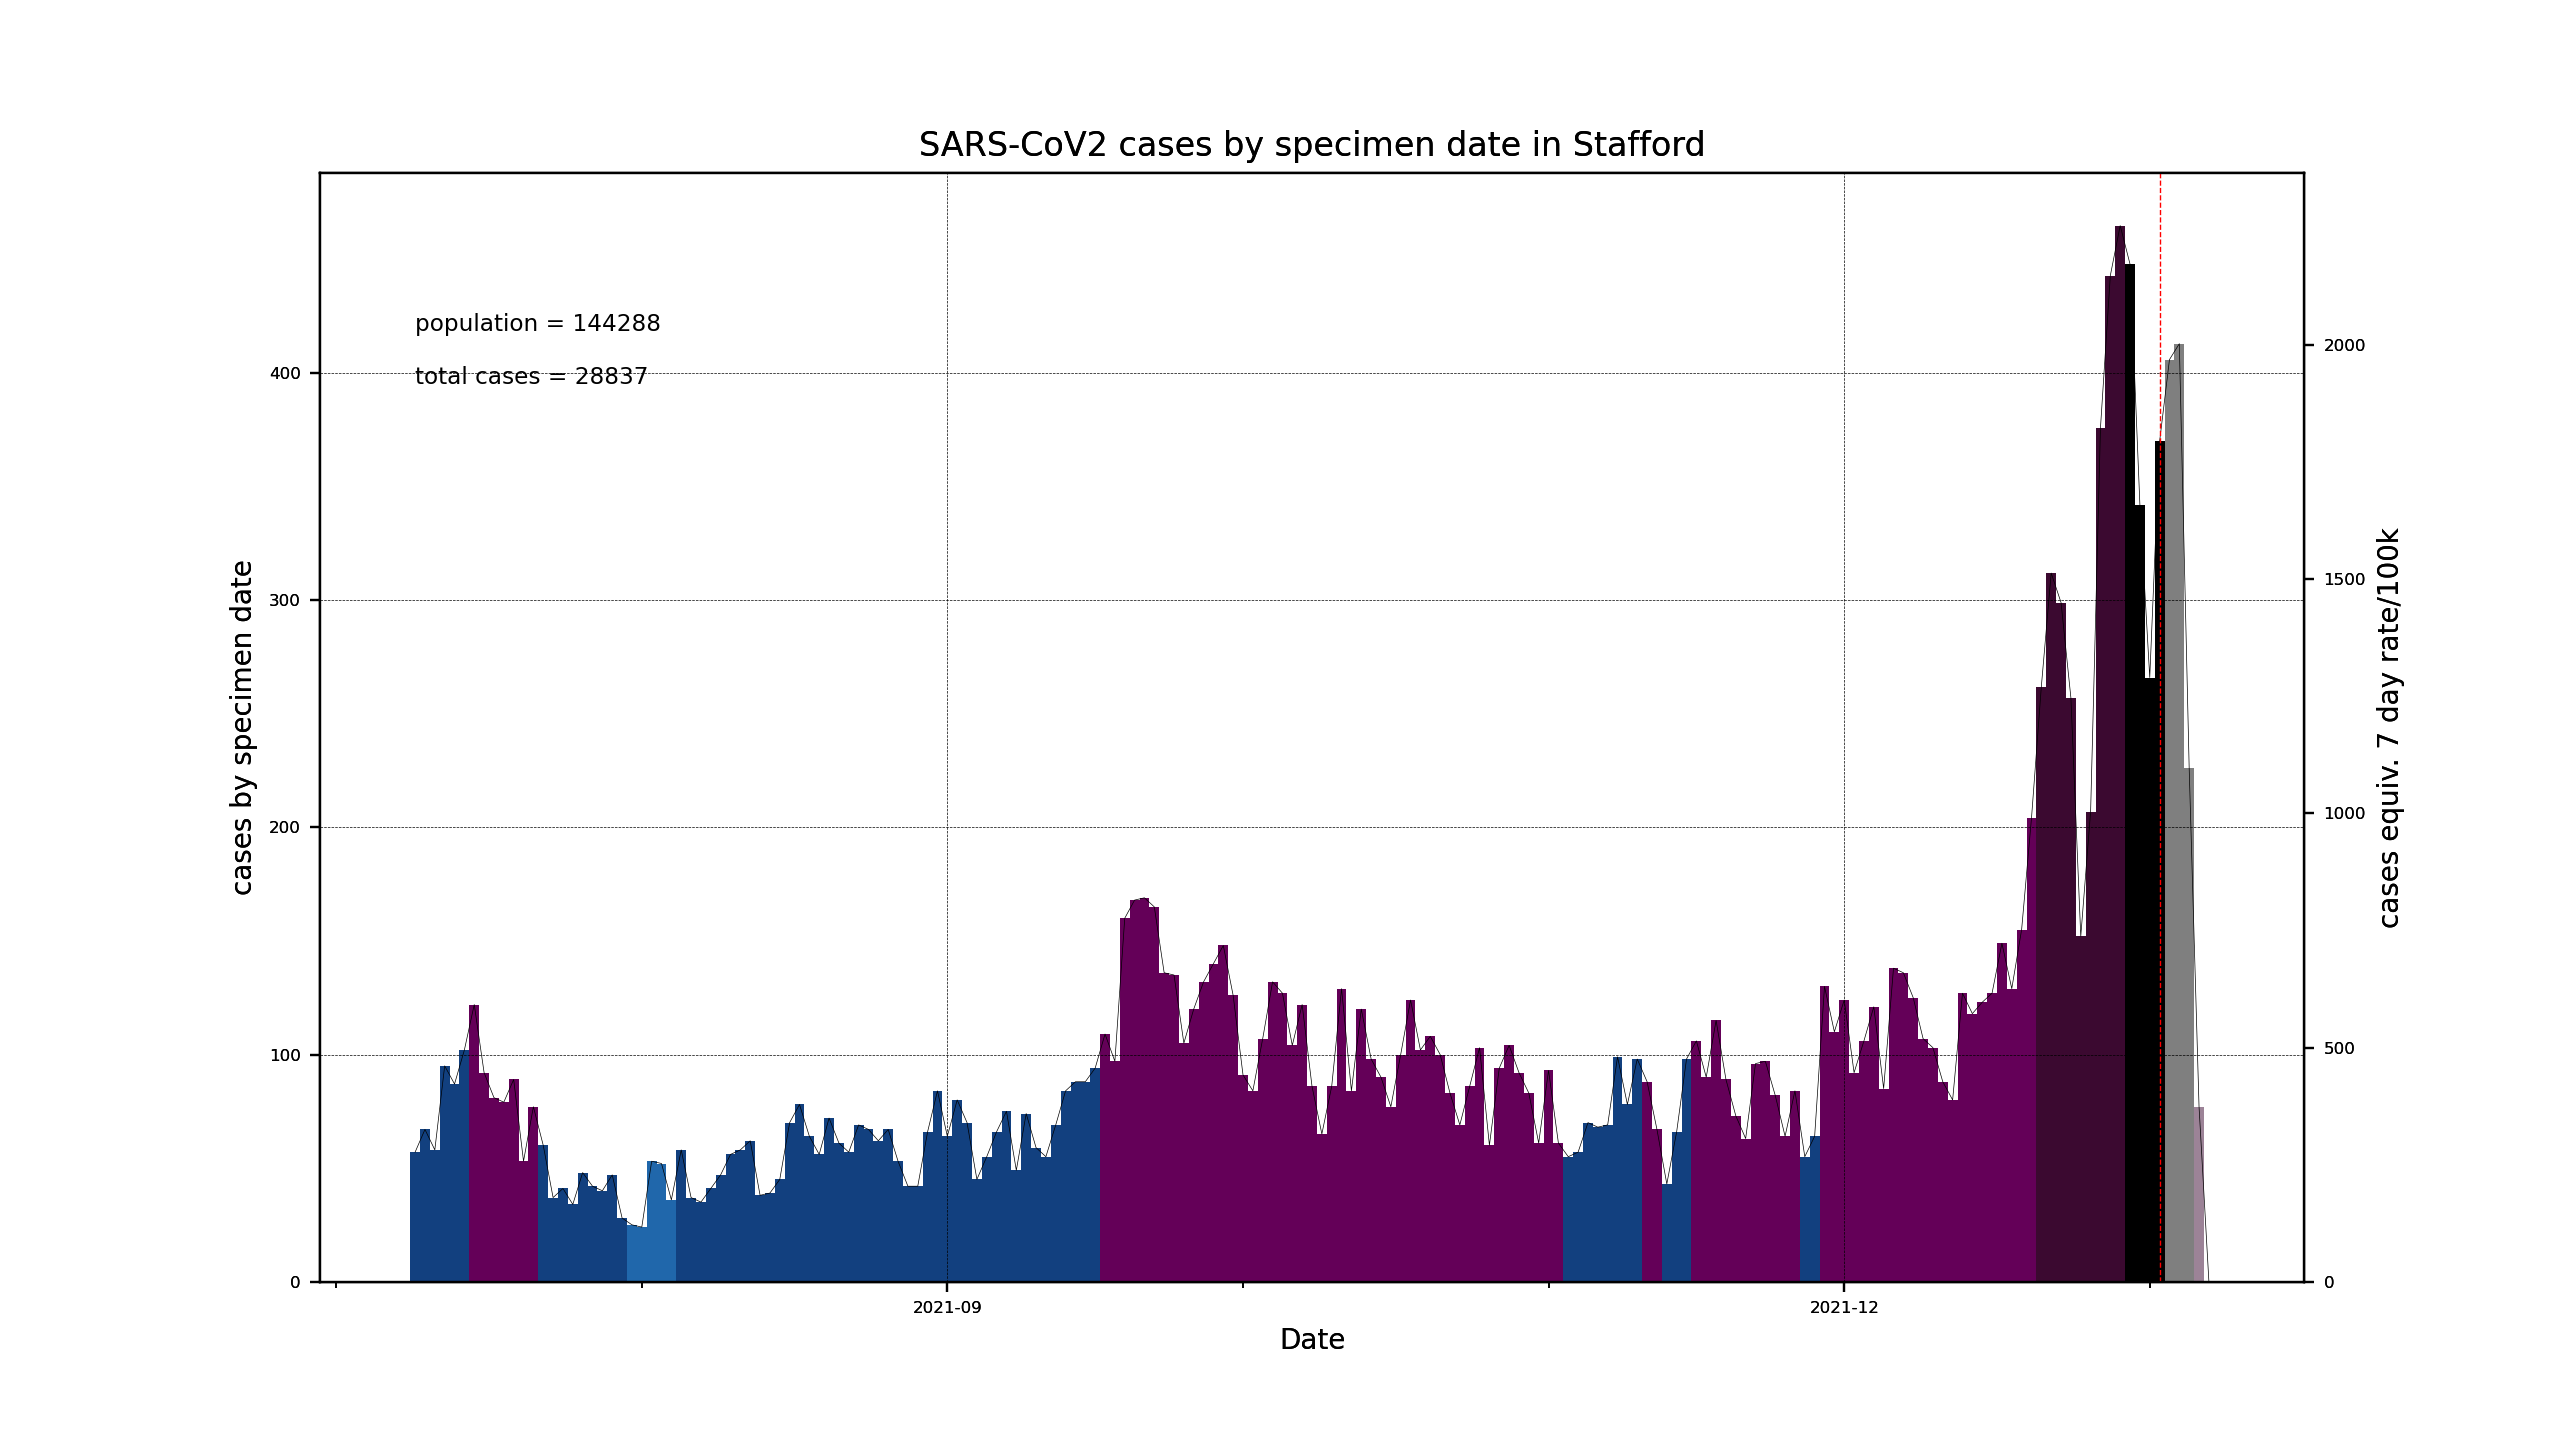 SARS-CoV2 cases by specimen date in Stafford
population = 144288
total cases = 28837
cases by specimen date
400
300
200
100
0
2000
1500
1000
500
0
cases equiv. 7 day rate/100k
2021-09
2021-12
Date